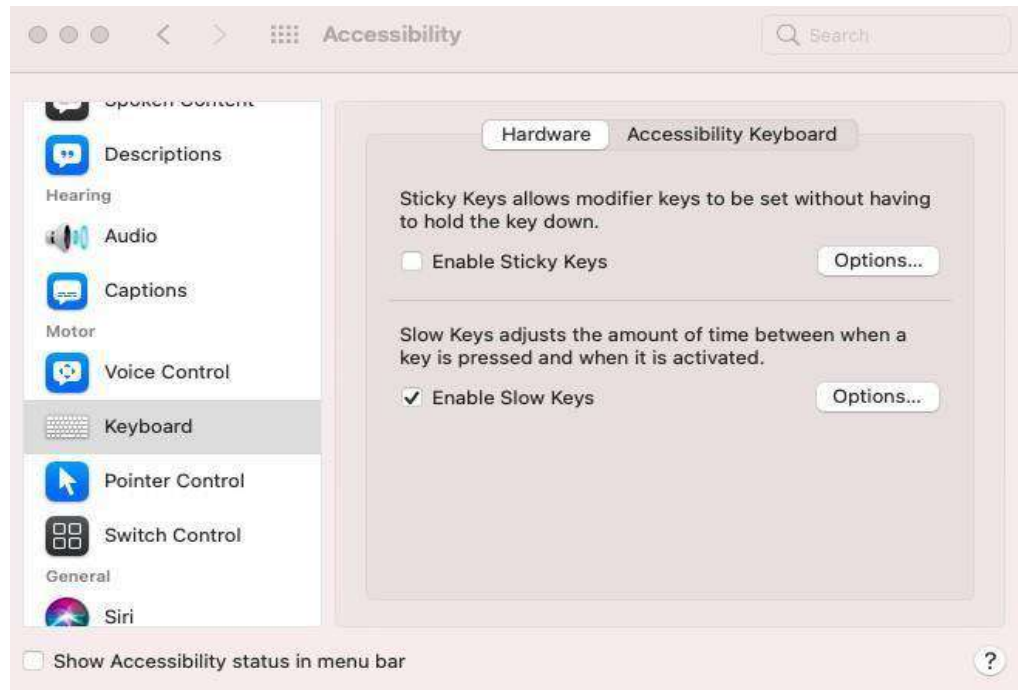 Accessibility
Search
Spoken Content
Descriptions
Hearing
Audio
Captions
Motor
Voice Control
Keyboard
Pointer Control
Switch Control
General
Siri
Hardware
Accessibility Keyboard
Sticky Keys allows modifier keys to be set without having
to hold the key down.
Enable Sticky Keys
Options...
Slow Keys adjusts the amount of time between when a
key is pressed and when it is activated.
Enable Slow Keys
Options...
Show Accessibility status in menu bar
?